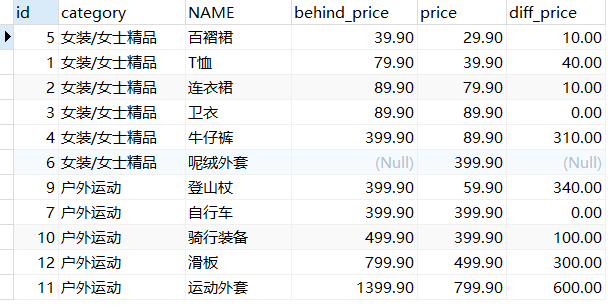 id category NAME behind_price price diff_price
5 女装/女士精品 百褶裙 39.90 29.90 10.00
1 女装/女士精品 T恤 79.90 39.90 40.00
2 女装/女士精品 连衣裙 89.90 79.90 10.00
3 女装/女士精品 卫衣 89.90 89.90 0.00
4 女装/女士精品 牛仔裤 399.90 89.90 310.00
6 女装/女士精品 呢绒外套 (Null) 399.90 (Null)
9 户外运动 登山杖 399.90 59.90 340.00
7 户外运动 自行车 399.90 399.90 0.00
10 户外运动 骑行装备 499.90 399.90 100.00
12 户外运动 滑板 799.90 499.90 300.00
11 户外运动 运动外套 1399.90 799.90 600.00